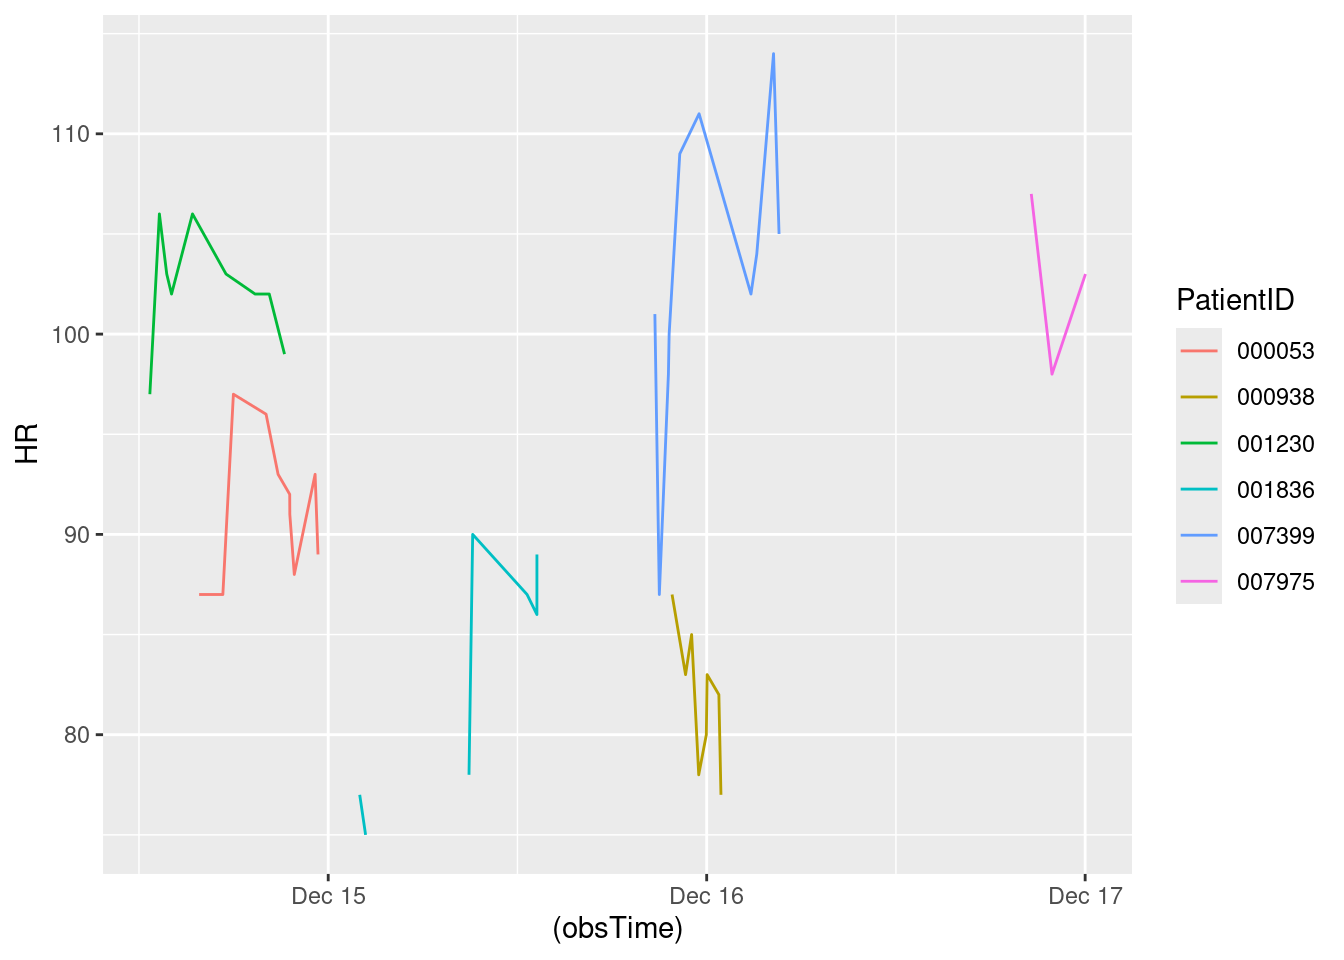 110
100
90
80
HR
Dec 15
Dec 16
Dec 17
(obsTime)
PatientID
000053
000938
001230
001836
007399
007975